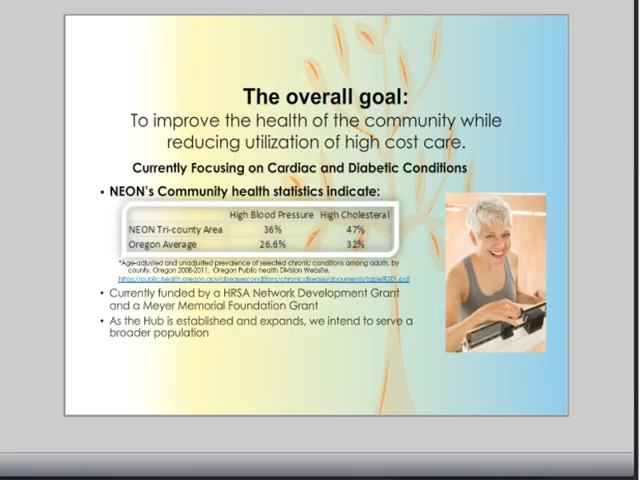 The overall goal:
To improve the health of the community while
reducing utilization of high cost care.
Currently Focusing on Cardiac and Diabetic Conditions
• NEON's Community health statistics indicate:
High Blood Pressure High Cholesteral
NEON Tri-county Area 36% 47%
Oregon Average 26.6% 32%
*Age-adjusted and unadjusted prevalence of selected chronic conditions among adults, by
county, Oregon 2008-2011. Oregon Public Health Division Website.
• Currently funded by a HRSA Network Development Grant
and a Meyer Memorial Foundation Grant
• As the Hub is established and expands, we intend to serve a
broader population